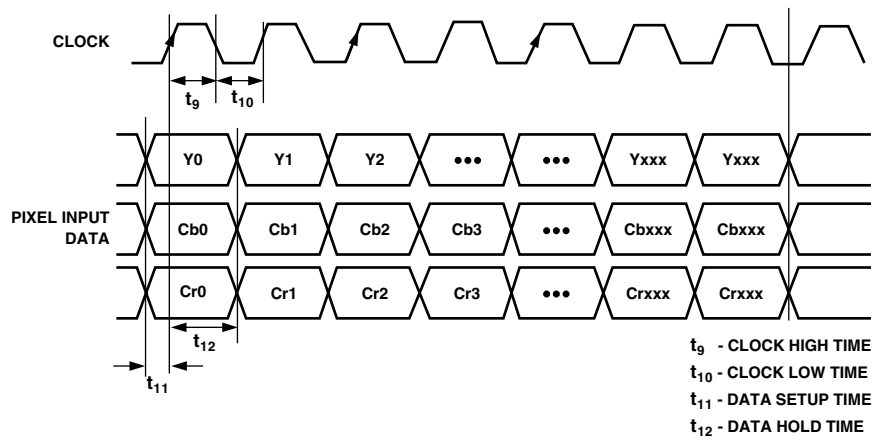 CLOCK
t9 t10
Y0 Y1 Y2 ••• ••• Yxxx Yxxx
PIXEL INPUT
DATA
Cb0 Cb1 Cb2 Cb3 ••• Cbxxx Cbxxx
Cr0 Cr1 Cr2 Cr3 ••• Crxxx Crxxx
t12
t11
t9 - CLOCK HIGH TIME
t10 - CLOCK LOW TIME
t11 - DATA SETUP TIME
t12 - DATA HOLD TIME